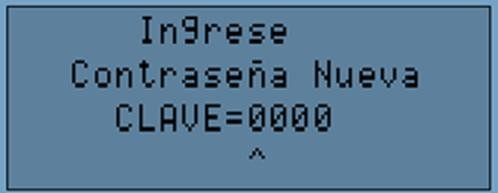 Ingrese
Contraseña Nueva
CLAVE=0000
^